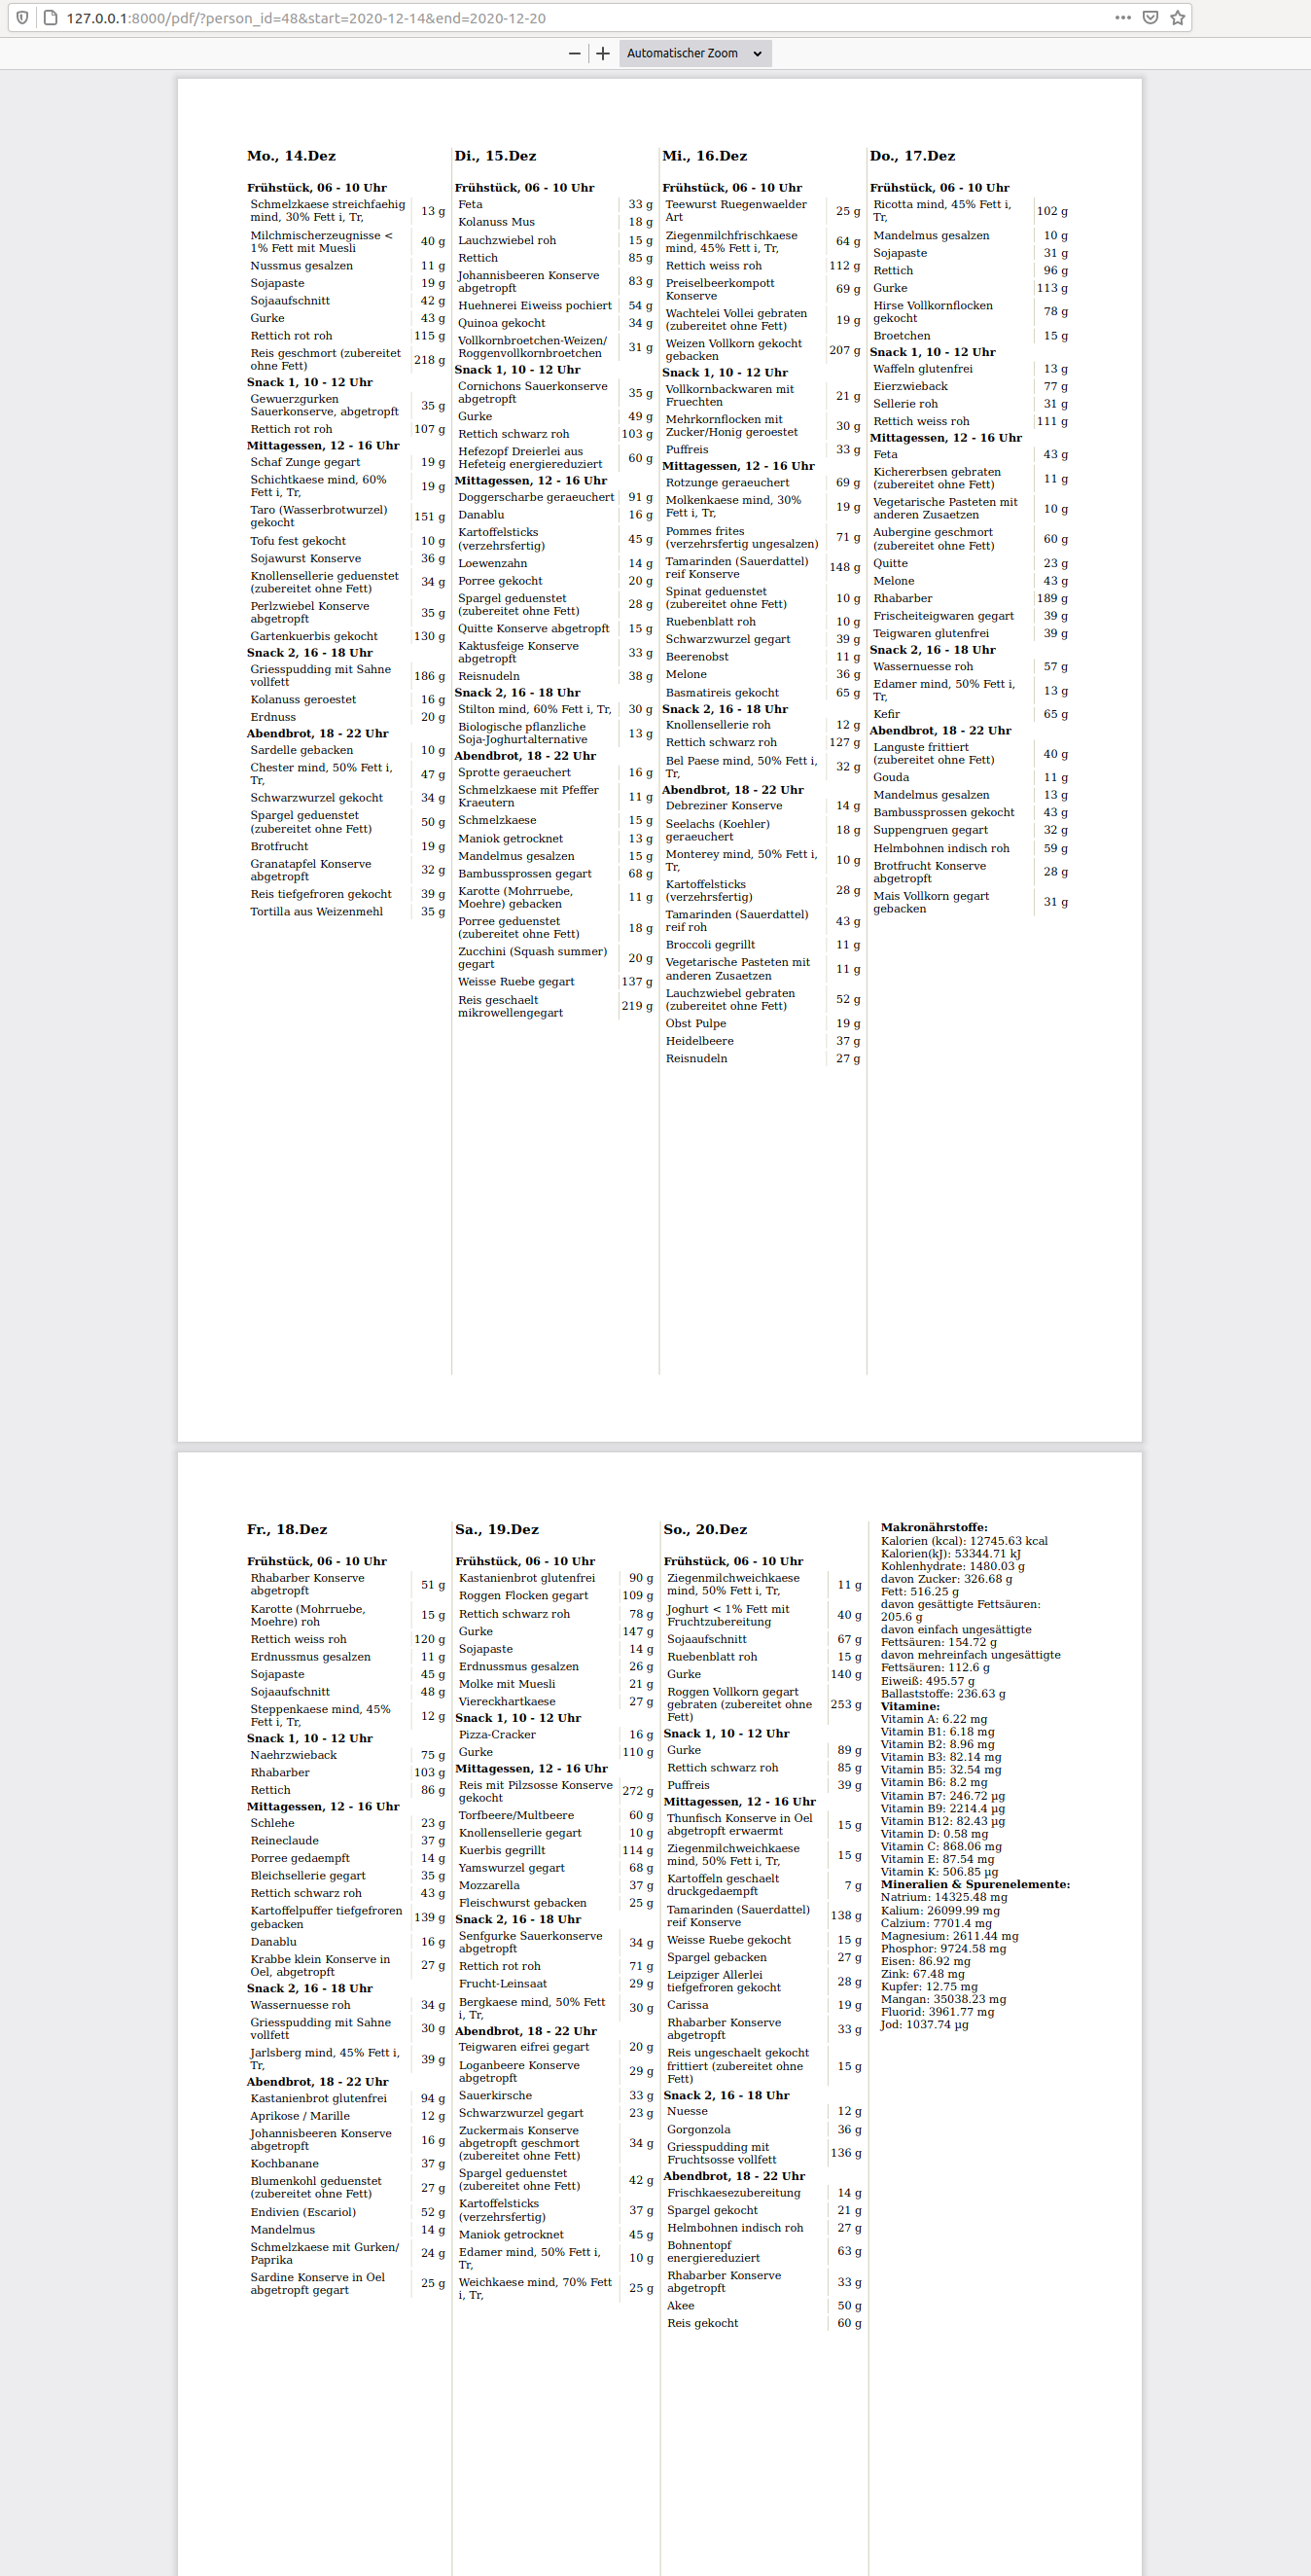 127.0.0.1:8000/pdf/?person_id=48&start=2020-12-14&end=2020-12-20
Automatischer Zoom
Mo., 14.Dez
Frühstück, 06 - 10 Uhr
Schmelzkaese streichfaehig
mind, 30% Fett i, Tr, 13 g
Milchmischerzeugnisse <
1% Fett mit Muesli 40 g
Nussmus gesalzen 11 g
Sojapaste 19 g
Sojaaufschnitt 42 g
Gurke 43 g
Rettich rot roh 115 g
Reis geschmort (zubereitet
ohne Fett) 218 g
Snack 1, 10 - 12 Uhr
Gewuerzgurken
Sauerkonserve, abgetropft 35 g
Rettich rot roh 107 g
Mittagessen, 12 - 16 Uhr
Schaf Zunge gegart 19 g
Schichtkaese mind, 60%
Fett i, Tr, 19 g
Taro (Wasserbrotwurzel)
gekocht 151 g
Tofu fest gekocht 10 g
Sojawurst Konserve 36 g
Knollensellerie geduenstet
(zubereitet ohne Fett) 34 g
Perlzwiebel Konserve
abgetropft 35 g
Gartenkuerbis gekocht 130 g
Snack 2, 16 - 18 Uhr
Griesspudding mit Sahne
vollfett 186 g
Kolanuss geroestet 16 g
Erdnuss 20 g
Abendbrot, 18 - 22 Uhr
Sardelle gebacken 10 g
Chester mind, 50% Fett i,
Tr, 47 g
Schwarzwurzel gekocht 34 g
Spargel geduenstet
(zubereitet ohne Fett) 50 g
Brotfrucht 19 g
Granatapfel Konserve
abgetropft 32 g
Reis tiefgefroren gekocht 39 g
Tortilla aus Weizenmehl 35 g
Di., 15.Dez
Frühstück, 06 - 10 Uhr
Feta 33 g
Kolanuss Mus 18 g
Lauchzwiebel roh 15 g
Rettich 85 g
Johannisbeeren Konserve
abgetropft 83 g
Huehnerei Eiweiss pochiert 54 g
Quinoa gekocht 34 g
Vollkornbroetchen-Weizen/
Roggenvollkornbroetchen 31 g
Snack 1, 10 - 12 Uhr
Cornichons Sauerkonserve
abgetropft 35 g
Gurke 49 g
Rettich schwarz roh 103 g
Hefezopf Dreierlei aus
Hefeteig energiereduziert 60 g
Mittagessen, 12 - 16 Uhr
Doggerscharbe geraeuchert 91 g
Danablu 16 g
Kartoffelsticks
(verzehrsfertig) 45 g
Loewenzahn 14 g
Porree gekocht 20 g
Spargel geduenstet
(zubereitet ohne Fett) 28 g
Quitte Konserve abgetropft 15 g
Kaktusfeige Konserve
abgetropft 33 g
Reisnudeln 38 g
Snack 2, 16 - 18 Uhr
Stilton mind, 60% Fett i, Tr, 30 g
Biologische pflanzliche
Soja-Joghurtalternative 13 g
Abendbrot, 18 - 22 Uhr
Sprotte geraeuchert 16 g
Schmelzkaese mit Pfeffer
Kraeutern 11 g
Schmelzkaese 15 g
Maniok getrocknet 13 g
Mandelmus gesalzen 15 g
Bambussprossen gegart 68 g
Karotte (Mohrruebe,
Moehre) gebacken 11 g
Porree geduenstet
(zubereitet ohne Fett) 18 g
Zucchini (Squash summer)
gegart 20 g
Weisse Ruebe gegart 137 g
Reis geschaelt
mikrowellengegart 219 g
Mi., 16.Dez
Frühstück, 06 - 10 Uhr
Teewurst Ruegenwaelder
Art 25 g
Ziegenmilchfrischkaese
mind, 45% Fett i, Tr, 64 g
Rettich weiss roh 112 g
Preiselbeerkompott
Konserve 69 g
Wachtelei Vollei gebraten
(zubereitet ohne Fett) 19 g
Weizen Vollkorn gekocht
gebacken 207 g
Snack 1, 10 - 12 Uhr
Vollkornbackwaren mit
Fruechten 21 g
Mehrkornflocken mit
Zucker/Honig geroestet 30 g
Puffreis 33 g
Mittagessen, 12 - 16 Uhr
Rotzunge geraeuchert 69 g
Molkenkaese mind, 30%
Fett i, Tr, 19 g
Pommes frites
(verzehrsfertig ungesalzen) 71 g
Tamarinden (Sauerdattel)
reif Konserve 148 g
Spinat geduenstet
(zubereitet ohne Fett) 10 g
Ruebenblatt roh 10 g
Schwarzwurzel gegart 39 g
Beerenobst 11 g
Melone 36 g
Basmatireis gekocht 65 g
Snack 2, 16 - 18 Uhr
Knollensellerie roh 12 g
Rettich schwarz roh 127 g
Bel Paese mind, 50% Fett i,
Tr, 32 g
Abendbrot, 18 - 22 Uhr
Debreziner Konserve 14 g
Seelachs (Koehler)
geraeuchert 18 g
Monterey mind, 50% Fett i,
Tr, 10 g
Kartoffelsticks
(verzehrsfertig) 28 g
Tamarinden (Sauerdattel)
reif roh 43 g
Broccoli gegrillt 11 g
Vegetarische Pasteten mit
anderen Zusaetzen 11 g
Lauchzwiebel gebraten
(zubereitet ohne Fett) 52 g
Obst Pulpe 19 g
Heidelbeere 37 g
Reisnudeln 27 g
Do., 17.Dez
Frühstück, 06 - 10 Uhr
Ricotta mind, 45% Fett i,
Tr, 102 g
Mandelmus gesalzen 10 g
Sojapaste 31 g
Rettich 96 g
Gurke 113 g
Hirse Vollkornflocken
gekocht 78 g
Broetchen 15 g
Snack 1, 10 - 12 Uhr
Waffeln glutenfrei 13 g
Eierzwieback 77 g
Sellerie roh 31 g
Rettich weiss roh 111 g
Mittagessen, 12 - 16 Uhr
Feta 43 g
Kichererbsen gebraten
(zubereitet ohne Fett) 11 g
Vegetarische Pasteten mit
anderen Zusaetzen 10 g
Aubergine geschmort
(zubereitet ohne Fett) 60 g
Quitte 23 g
Melone 43 g
Rhabarber 189 g
Frischeiteigwaren gegart 39 g
Teigwaren glutenfrei 39 g
Snack 2, 16 - 18 Uhr
Wassernuesse roh 57 g
Edamer mind, 50% Fett i,
Tr, 13 g
Kefir 65 g
Abendbrot, 18 - 22 Uhr
Languste frittiert
(zubereitet ohne Fett) 40 g
Gouda 11 g
Mandelmus gesalzen 13 g
Bambussprossen gekocht 43 g
Suppengruen gegart 32 g
Helmbohnen indisch roh 59 g
Brotfrucht Konserve
abgetropft 28 g
Mais Vollkorn gegart
gebacken 31 g
Fr., 18.Dez
Frühstück, 06 - 10 Uhr
Rhabarber Konserve
abgetropft 51 g
Karotte (Mohrruebe,
Moehre) roh 15 g
Rettich weiss roh 120 g
Erdnussmus gesalzen 11 g
Sojapaste 45 g
Sojaaufschnitt 48 g
Steppenkaese mind, 45%
Fett i, Tr, 12 g
Snack 1, 10 - 12 Uhr
Naehrzwieback 75 g
Rhabarber 103 g
Rettich 86 g
Mittagessen, 12 - 16 Uhr
Schlehe 23 g
Reineclaude 37 g
Porree gedaempft 14 g
Bleichsellerie gegart 35 g
Rettich schwarz roh 43 g
Kartoffelpuffer tiefgefroren
gebacken 139 g
Danablu 16 g
Krabbe klein Konserve in
Oel, abgetropft 27 g
Snack 2, 16 - 18 Uhr
Wassernuesse roh 34 g
Griesspudding mit Sahne
vollfett 30 g
Jarlsberg mind, 45% Fett i,
Tr, 39 g
Abendbrot, 18 - 22 Uhr
Kastanienbrot glutenfrei 94 g
Aprikose / Marille 12 g
Johannisbeeren Konserve
abgetropft 16 g
Kochbanane 37 g
Blumenkohl geduenstet
(zubereitet ohne Fett) 27 g
Endivien (Escariol) 52 g
Mandelmus 14 g
Schmelzkaese mit Gurken/
Paprika 24 g
Sardine Konserve in Oel
abgetropft gegart 25 g
Sa., 19.Dez
Frühstück, 06 - 10 Uhr
Kastanienbrot glutenfrei 90 g
Roggen Flocken gegart 109 g
Rettich schwarz roh 78 g
Gurke 147 g
Sojapaste 14 g
Erdnussmus gesalzen 26 g
Molke mit Muesli 21 g
Viereckhartkaese 27 g
Snack 1, 10 - 12 Uhr
Pizza-Cracker 16 g
Gurke 110 g
Mittagessen, 12 - 16 Uhr
Reis mit Pilzsosse Konserve
gekocht 272 g
Torfbeere/Multbeere 60 g
Knollensellerie gegart 10 g
Kuerbis gegrillt 114 g
Yamswurzel gegart 68 g
Mozzarella 37 g
Fleischwurst gebacken 25 g
Snack 2, 16 - 18 Uhr
Senfgurke Sauerkonserve
abgetropft 34 g
Rettich rot roh 71 g
Frucht-Leinsaat 29 g
Bergkaese mind, 50% Fett
i, Tr, 30 g
Abendbrot, 18 - 22 Uhr
Teigwaren eifrei gegart 20 g
Loganbeere Konserve
abgetropft 29 g
Sauerkirsche 33 g
Schwarzwurzel gegart 23 g
Zuckermais Konserve
abgetropft geschmort
(zubereitet ohne Fett) 34 g
Spargel geduenstet
(zubereitet ohne Fett) 42 g
Kartoffelsticks
(verzehrsfertig) 37 g
Maniok getrocknet 45 g
Edamer mind, 50% Fett i,
Tr, 10 g
Weichkaese mind, 70% Fett
i, Tr, 25 g
So., 20.Dez
Frühstück, 06 - 10 Uhr
Ziegenmilchweichkaese
mind, 50% Fett i, Tr, 11 g
Joghurt < 1% Fett mit
Fruchtzubereitung 40 g
Sojaaufschnitt 67 g
Ruebenblatt roh 15 g
Gurke 140 g
Roggen Vollkorn gegart
gebraten (zubereitet ohne
Fett) 253 g
Snack 1, 10 - 12 Uhr
Gurke 89 g
Rettich schwarz roh 85 g
Puffreis 39 g
Mittagessen, 12 - 16 Uhr
Thunfisch Konserve in Oel
abgetropft erwaermt 15 g
Ziegenmilchweichkaese
mind, 50% Fett i, Tr, 15 g
Kartoffeln geschaelt
druckgedaempft 7 g
Tamarinden (Sauerdattel)
reif Konserve 138 g
Weisse Ruebe gekocht 15 g
Spargel gebacken 27 g
Leipziger Allerlei
tiefgefroren gekocht 28 g
Carissa 19 g
Rhabarber Konserve
abgetropft 33 g
Reis ungeschaelt gekocht
frittiert (zubereitet ohne
Fett) 15 g
Snack 2, 16 - 18 Uhr
Nuesse 12 g
Gorgonzola 36 g
Griesspudding mit
Fruchtsosse vollfett 136 g
Abendbrot, 18 - 22 Uhr
Frischkaesezubereitung 14 g
Spargel gekocht 21 g
Helmbohnen indisch roh 27 g
Bohnentopf
energiereduziert 63 g
Rhabarber Konserve
abgetropft 33 g
Akee 50 g
Reis gekocht 60 g
Makronährstoffe:
Kalorien (kcal): 12745.63 kcal
Kalorien(kJ): 53344.71 kJ
Kohlenhydrate: 1480.03 g
davon Zucker: 326.68 g
Fett: 516.25 g
davon gesättigte Fettsäuren:
205.6 g
davon einfach ungesättigte
Fettsäuren: 154.72 g
davon mehreinfach ungesättigte
Fettsäuren: 112.6 g
Eiweiß: 495.57 g
Ballaststoffe: 236.63 g
Vitamine:
Vitamin A: 6.22 mg
Vitamin B1: 6.18 mg
Vitamin B2: 8.96 mg
Vitamin B3: 82.14 mg
Vitamin B5: 32.54 mg
Vitamin B6: 8.2 mg
Vitamin B7: 246.72 µg
Vitamin B9: 2214.4 µg
Vitamin B12: 82.43 µg
Vitamin D: 0.58 mg
Vitamin C: 868.06 mg
Vitamin E: 87.54 mg
Vitamin K: 506.85 µg
Mineralien & Spurenelemente:
Natrium: 14325.48 mg
Kalium: 26099.99 mg
Calzium: 7701.4 mg
Magnesium: 2611.44 mg
Phosphor: 9724.58 mg
Eisen: 86.92 mg
Zink: 67.48 mg
Kupfer: 12.75 mg
Mangan: 35038.23 mg
Fluorid: 3961.77 mg
Jod: 1037.74 µg